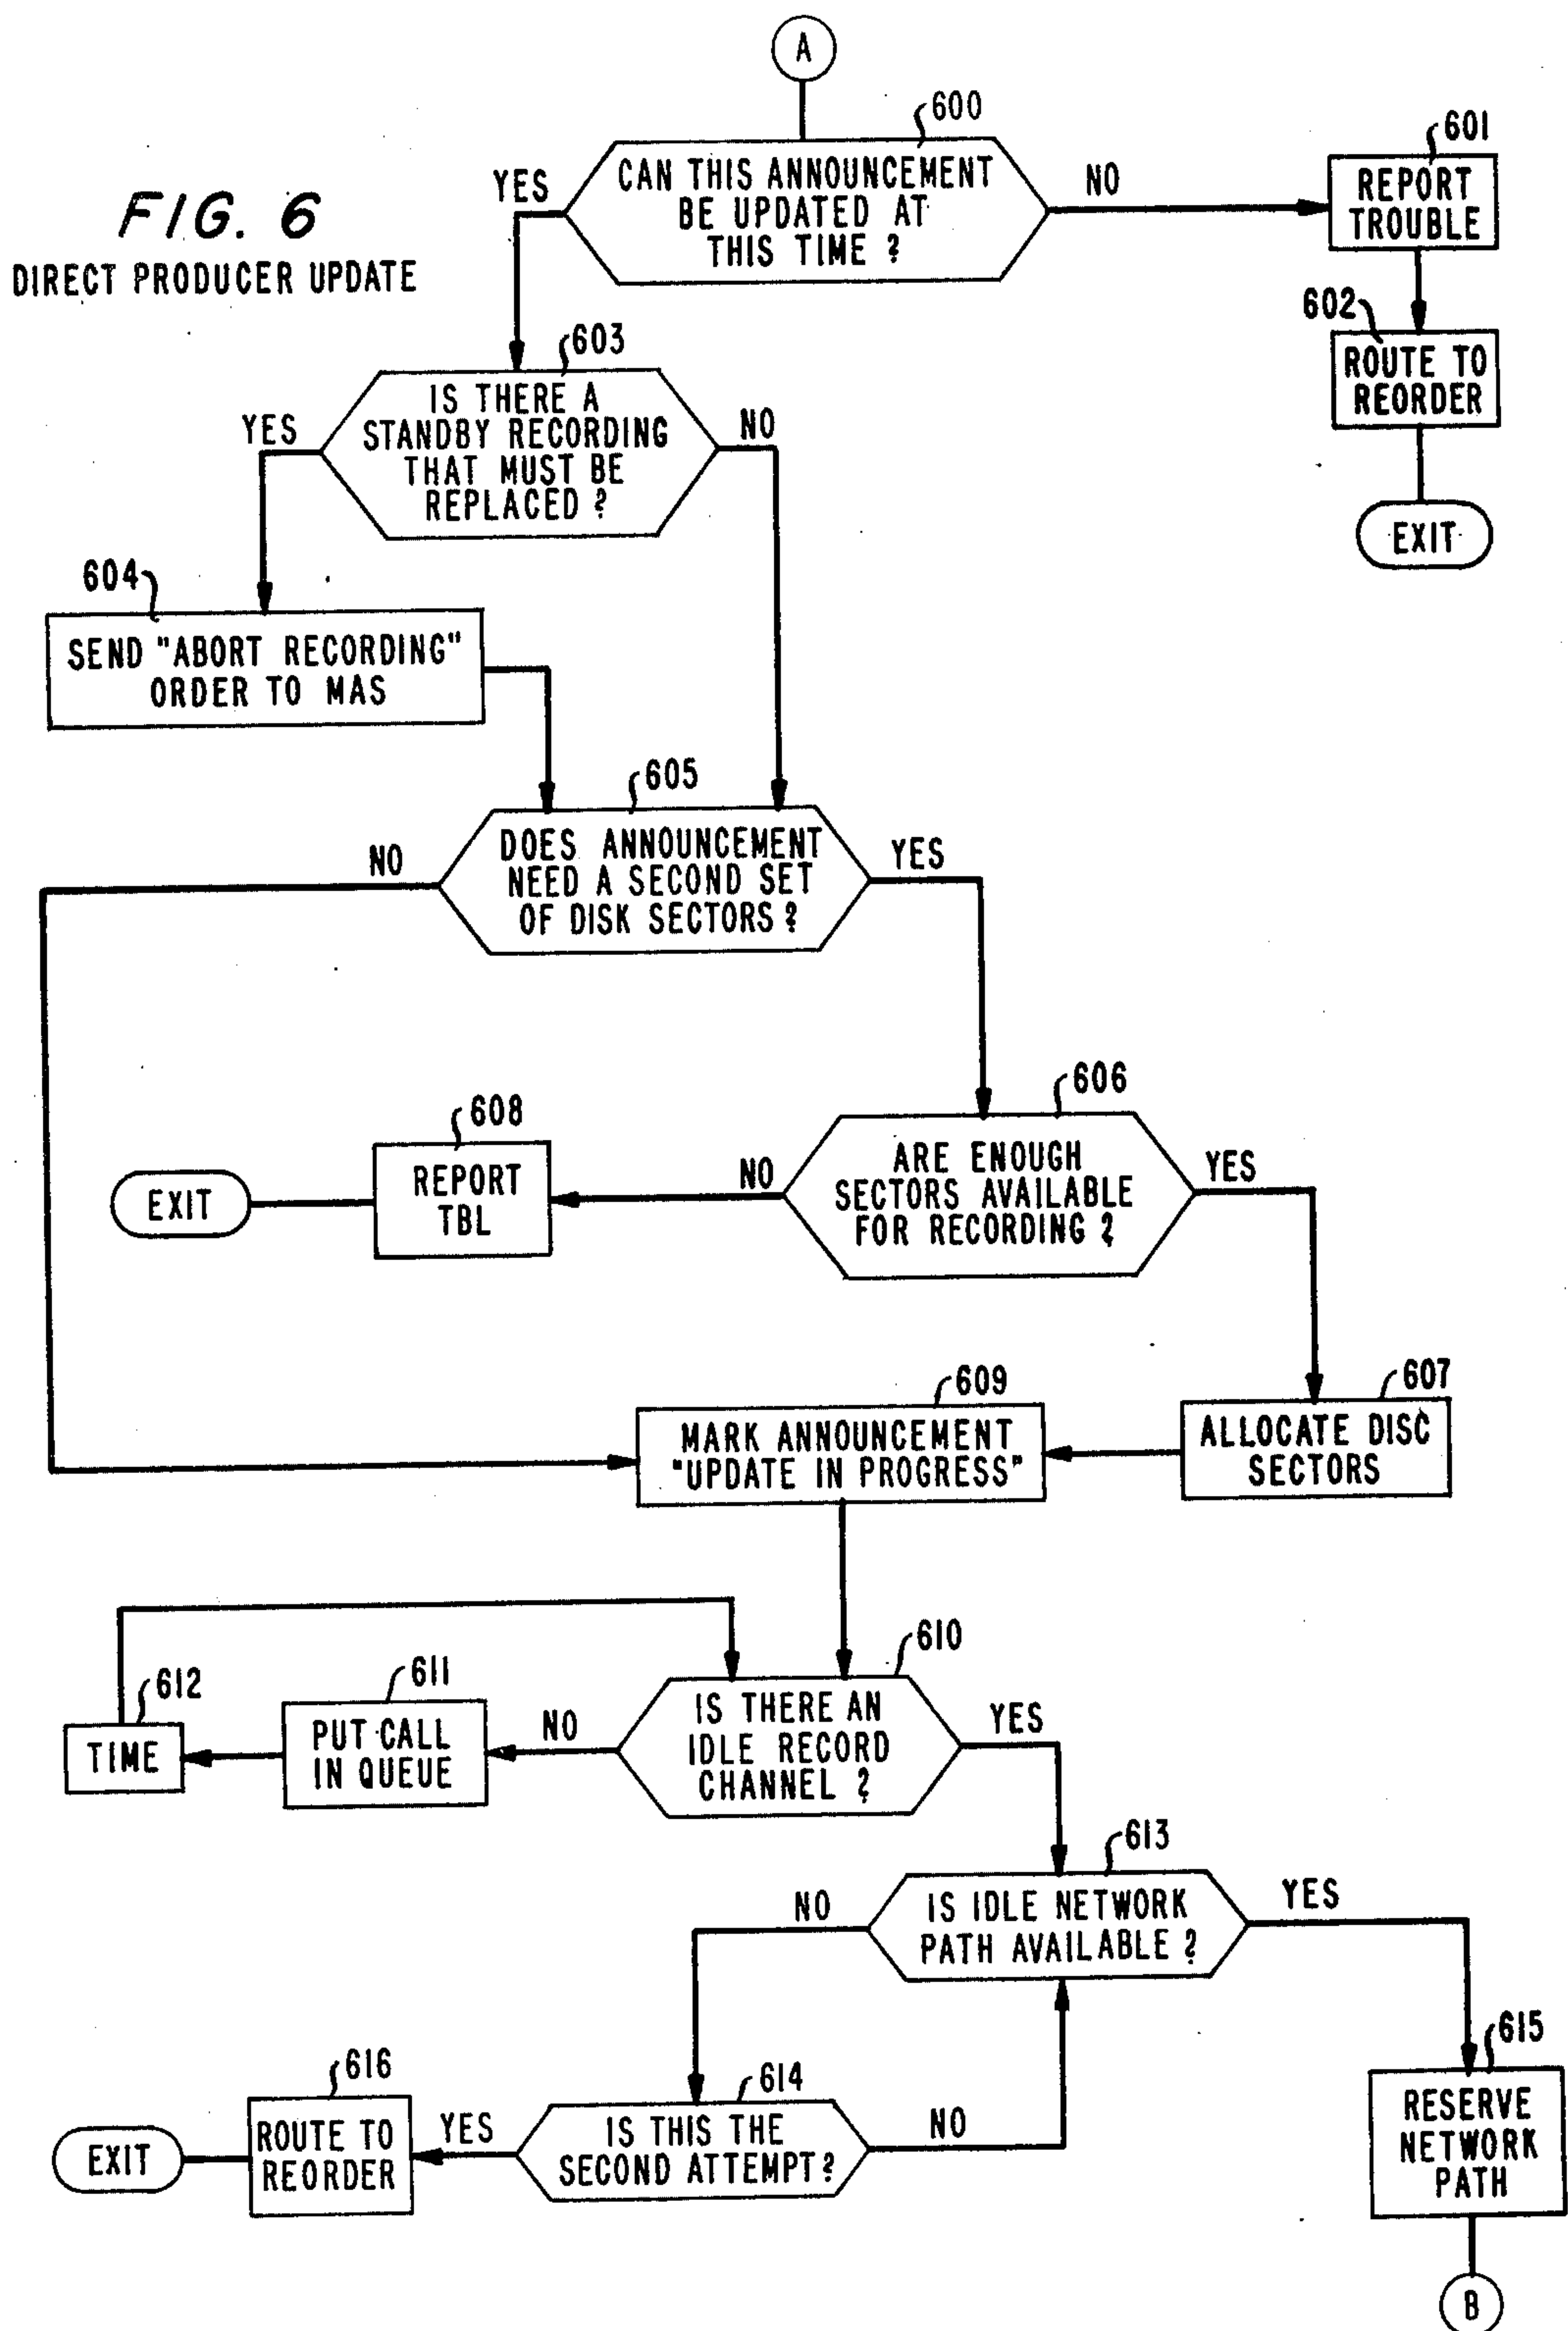 A
600
CAN THIS ANNOUNCEMENT
BE UPDATED AT
THIS TIME ?
YES
NO
601
REPORT
TROUBLE
FIG. 6
DIRECT PRODUCER UPDATE
602
ROUTE TO
REORDER
EXIT
603
IS THERE A
STANDBY RECORDING
THAT MUST BE
REPLACED ?
YES
NO
604
SEND "ABORT RECORDING"
ORDER TO MAS
605
DOES ANNOUNCEMENT
NEED A SECOND SET
OF DISK SECTORS ?
NO
YES
606
ARE ENOUGH
SECTORS AVAILABLE
FOR RECORDING ?
NO
YES
608
REPORT
TBL
EXIT
607
ALLOCATE DISC
SECTORS
609
MARK ANNOUNCEMENT
"UPDATE IN PROGRESS"
610
IS THERE AN
IDLE RECORD
CHANNEL ?
NO
YES
611
PUT CALL
IN QUEUE
612
TIME
613
IS IDLE NETWORK
PATH AVAILABLE ?
NO
YES
614
IS THIS THE
SECOND ATTEMPT ?
YES
NO
616
ROUTE TO
REORDER
EXIT
615
RESERVE
NETWORK
PATH
B